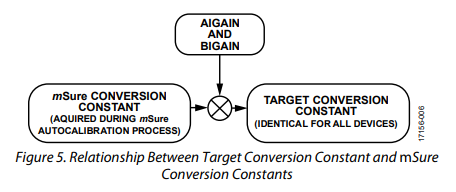 AIGAIN
AND
BIGAIN
mSure CONVERSION
CONSTANT
(AQUIRED DURING mSure
AUTOCALIBRATION PROCESS)
TARGET CONVERSION
CONSTANT
(IDENTICAL FOR ALL DEVICES)
17156-006
Figure 5. Relationship Between Target Conversion Constant and mSure
Conversion Constants